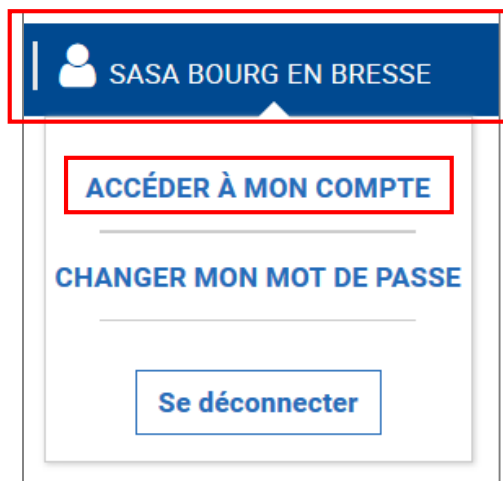 SASA BOURG EN BRESSE
ACCÉDER À MON COMPTE
CHANGER MON MOT DE PASSE
Se déconnecter